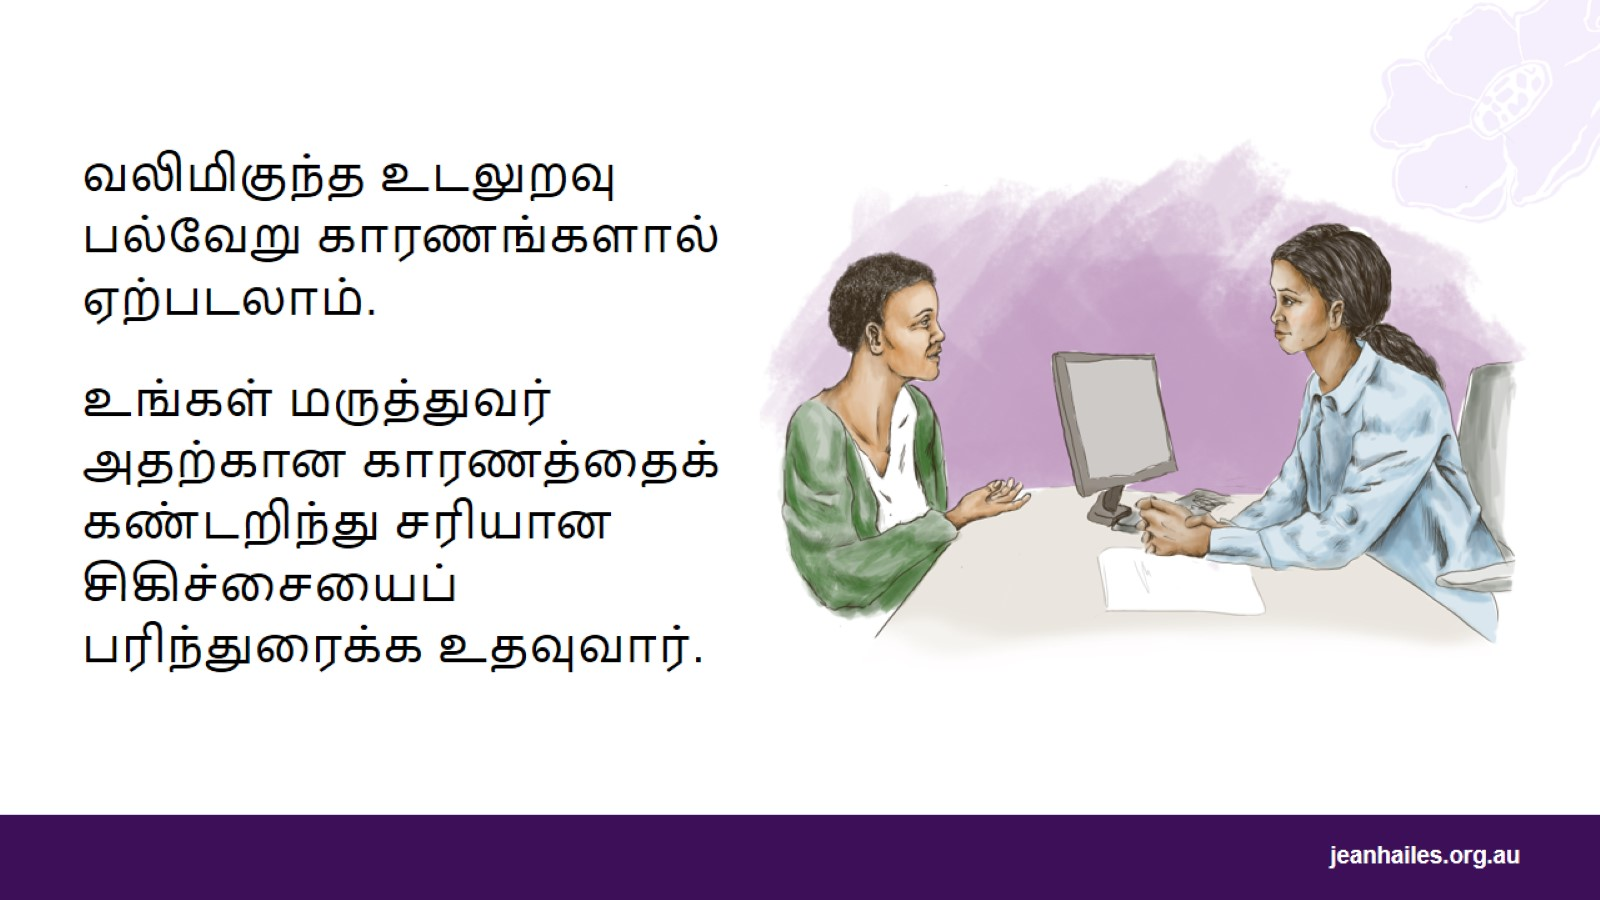 வலிமிகுந்த உடலுறவு
பல்வேறு காரணங்களால்
ஏற்படலாம்.
உங்கள் மருத்துவர்
அதற்கான காரணத்தைக்
கண்டறிந்து சரியான
சிகிச்சையைப்
பரிந்துரைக்க உதவுவார்.
jeanhailes.org.au